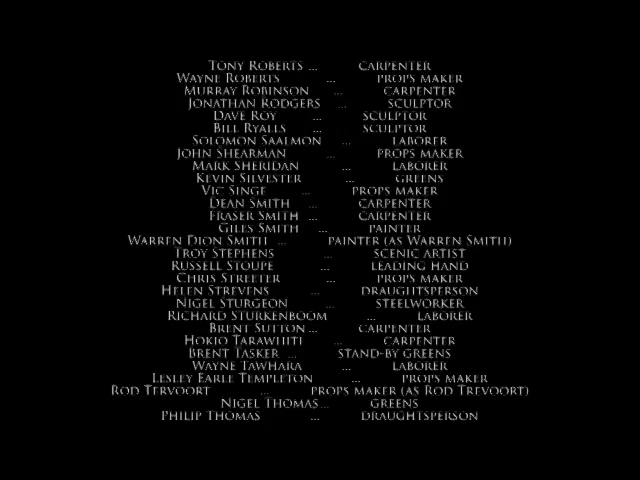 Tony Roberts ... carpenter
Wayne Roberts ... props maker
Murray Robinson ... carpenter
Jonathan Rodgers ... sculptor
Dave Roy ... sculptor
Bill Ryalls ... sculptor
Solomon Saalmon ... laborer
John Shearman ... props maker
Mark Sheridan ... laborer
Kevin Silvester ... greens
Vic Singe ... props maker
Dean Smith ... carpenter
Fraser Smith ... carpenter
Giles Smith ... painter
Warren Dion Smith ... painter (as Warren Smith)
Troy Stephens ... scenic artist
Russell Stoupe ... leading hand
Chris Streeter ... props maker
Helen Strevens ... draughtsperson
Nigel Sturgeon ... steelworker
Richard Sturkenboom ... laborer
Brent Sutton ... carpenter
Hokio Tarawhiti ... carpenter
Brent Tasker ... stand-by greens
Wayne Tawhara ... laborer
Lesley Earle Templeton ... props maker
Rod Tervoort ... props maker (as Rod Trevoort)
Nigel Thomas ... greens
Philip Thomas ... draughtsperson